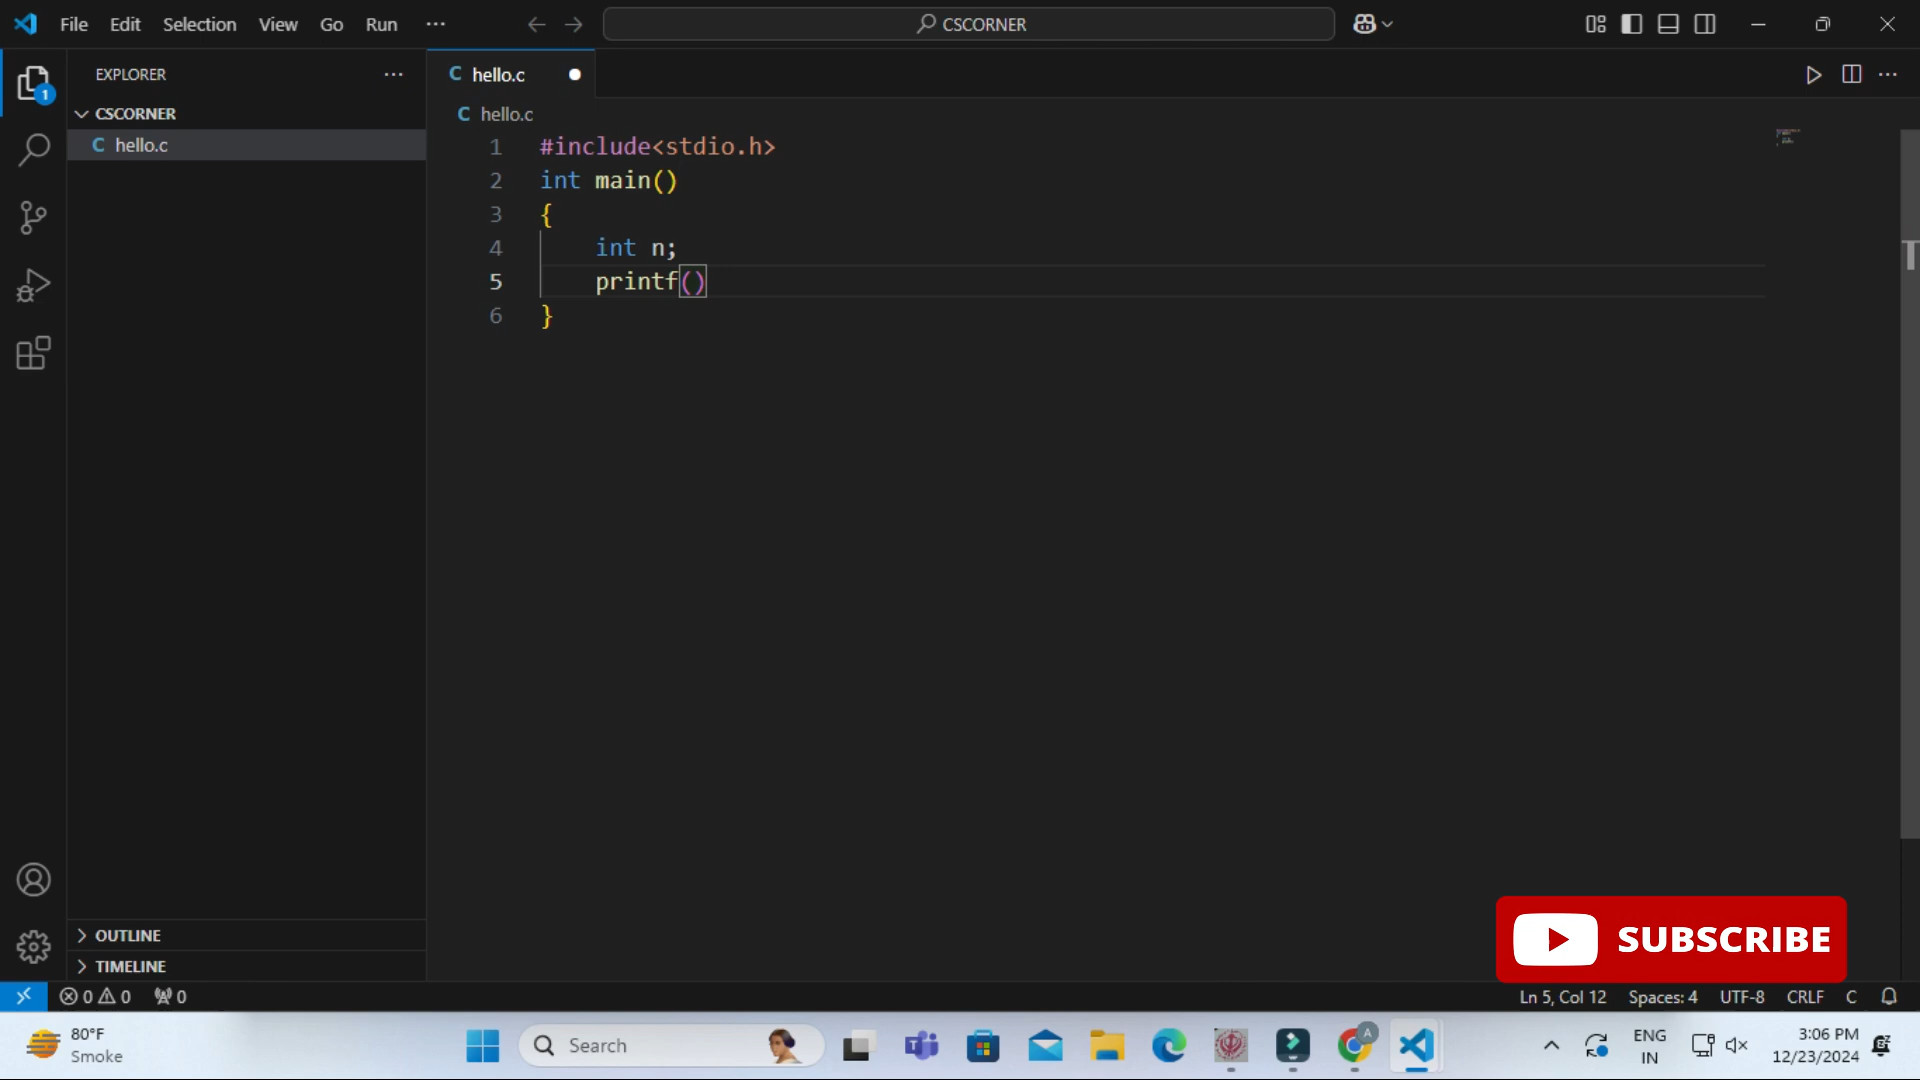 File Edit Selection View Go Run ···
CSCORNER
EXPLORER ···
CSCORNER
C hello.c
1
C hello.c
C hello.c
1 #include<stdio.h>
2 int main()
3 {
4 int n;
5 printf()
6 }
OUTLINE
TIMELINE
SUBSCRIBE
0 0 0
Ln 5, Col 12 Spaces: 4 UTF-8 CRLF C
80°F
Smoke
Search
A
ENG
IN
3:06 PM
12/23/2024